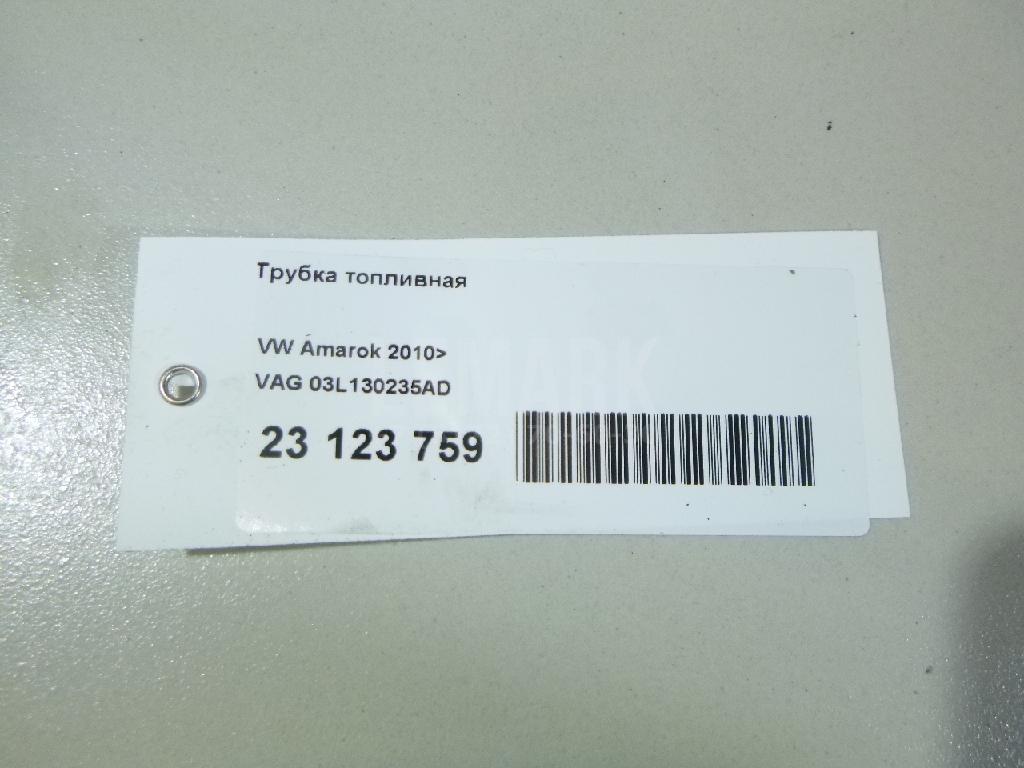 Трубка топливная
VW Amarok 2010>
VAG 03L130235AD
23 123 759